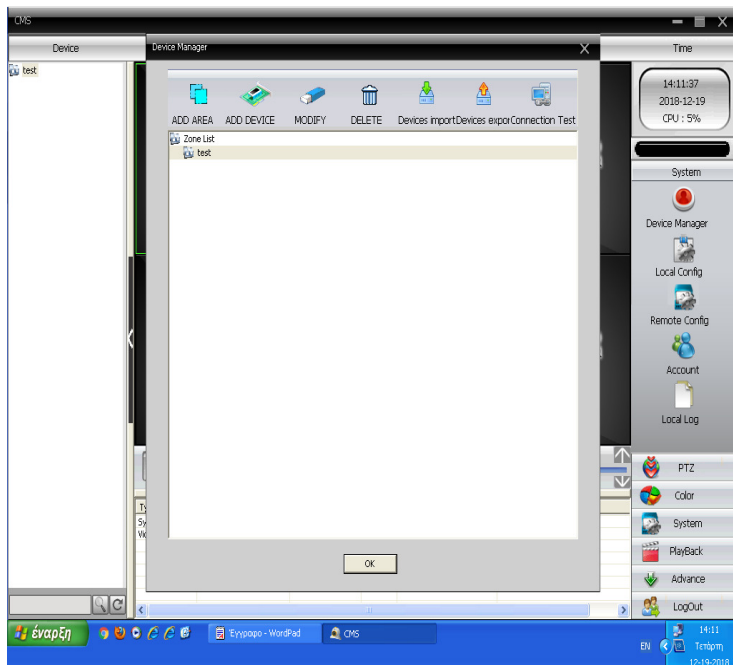 CMS
Device
Device Manager
X
Time
test
14:11:37
2018-12-19
CPU : 5%
ADD AREA
ADD DEVICE
MODIFY
DELETE
Devices import
Devices expor
Connection Test
Zone List
test
System
Device Manager
Local Config
Remote Config
Account
Local Log
PTZ
Color
System
PlayBack
Advance
LogOut
Ty
Sy
OK
έναρξη
Έγγραφο - WordPad
CMS
EN
14:11
Τετάρτη
12-19-2018